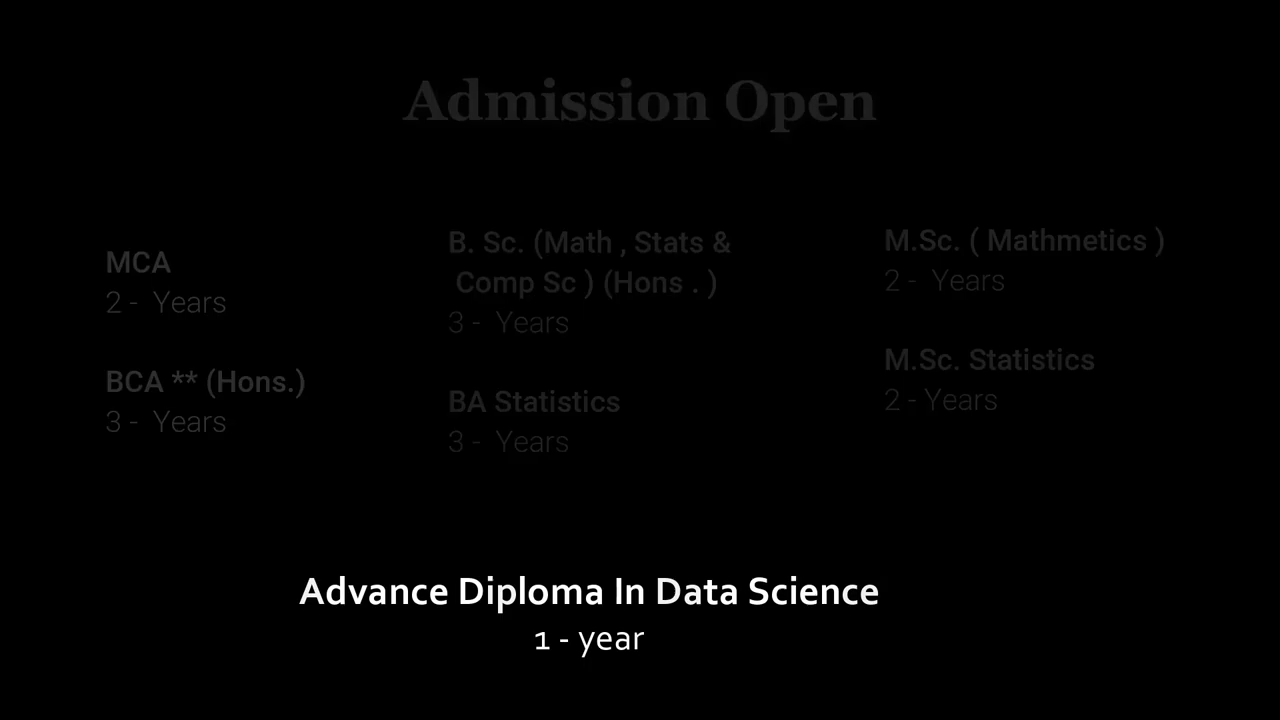 Admission Open
MCA
2 -  Years
BCA ** (Hons.)
3 -  Years
B. Sc. (Math , Stats &
Comp Sc ) (Hons . )
3 -  Years
BA Statistics
3 -  Years
M.Sc. ( Mathmetics )
2 -  Years
M.Sc. Statistics
2 - Years
Advance Diploma In Data Science
1 - year